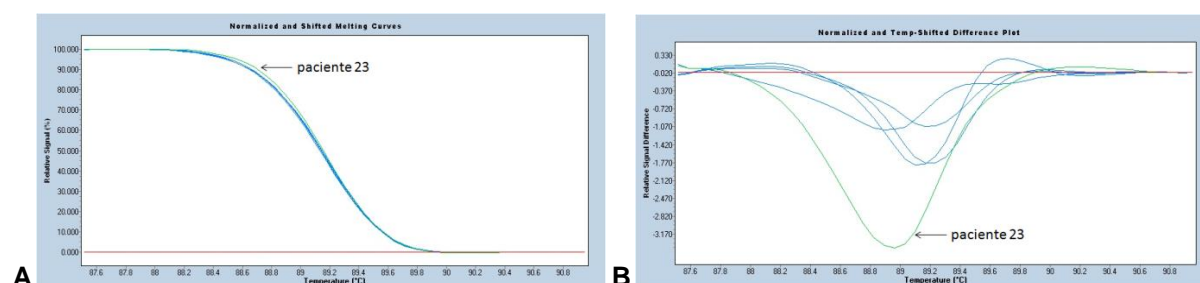 Normalized and Shifted Melting Curves
100.000
90.000
80.000
70.000
60.000
50.000
40.000
30.000
20.000
10.000
0.000
Relative Signal (%)
paciente 23
87.6 87.8 88 88.2 88.4 88.6 88.8 89 89.2 89.4 89.6 89.8 90 90.2 90.4 90.6 90.8
Temperature (°C)
A
Normalized and Temp-Shifted Difference Plot
0.330
-0.020
-0.370
-0.720
-1.070
-1.420
-1.770
-2.120
-2.470
-2.820
-3.170
Relative Signal Difference
paciente 23
87.6 87.8 88 88.2 88.4 88.6 88.8 89 89.2 89.4 89.6 89.8 90 90.2 90.4 90.6 90.8
Temperature (°C)
B